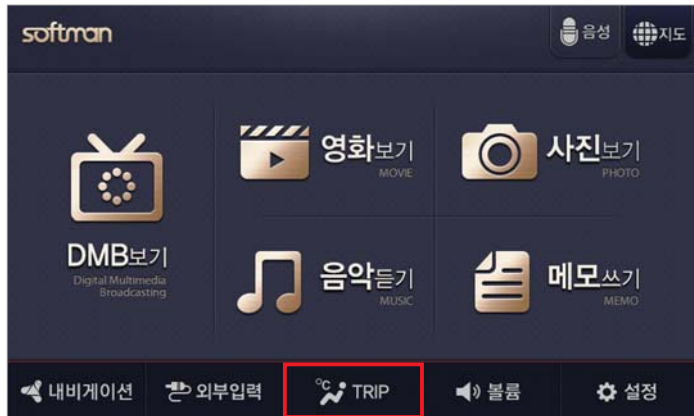 softman
음성
지도
영화보기
MOVIE
사진보기
PHOTO
DMB보기
Digital Multimedia
Broadcasting
음악듣기
MUSIC
메모쓰기
MEMO
내비게이션
외부입력
°C TRIP
볼륨
설정